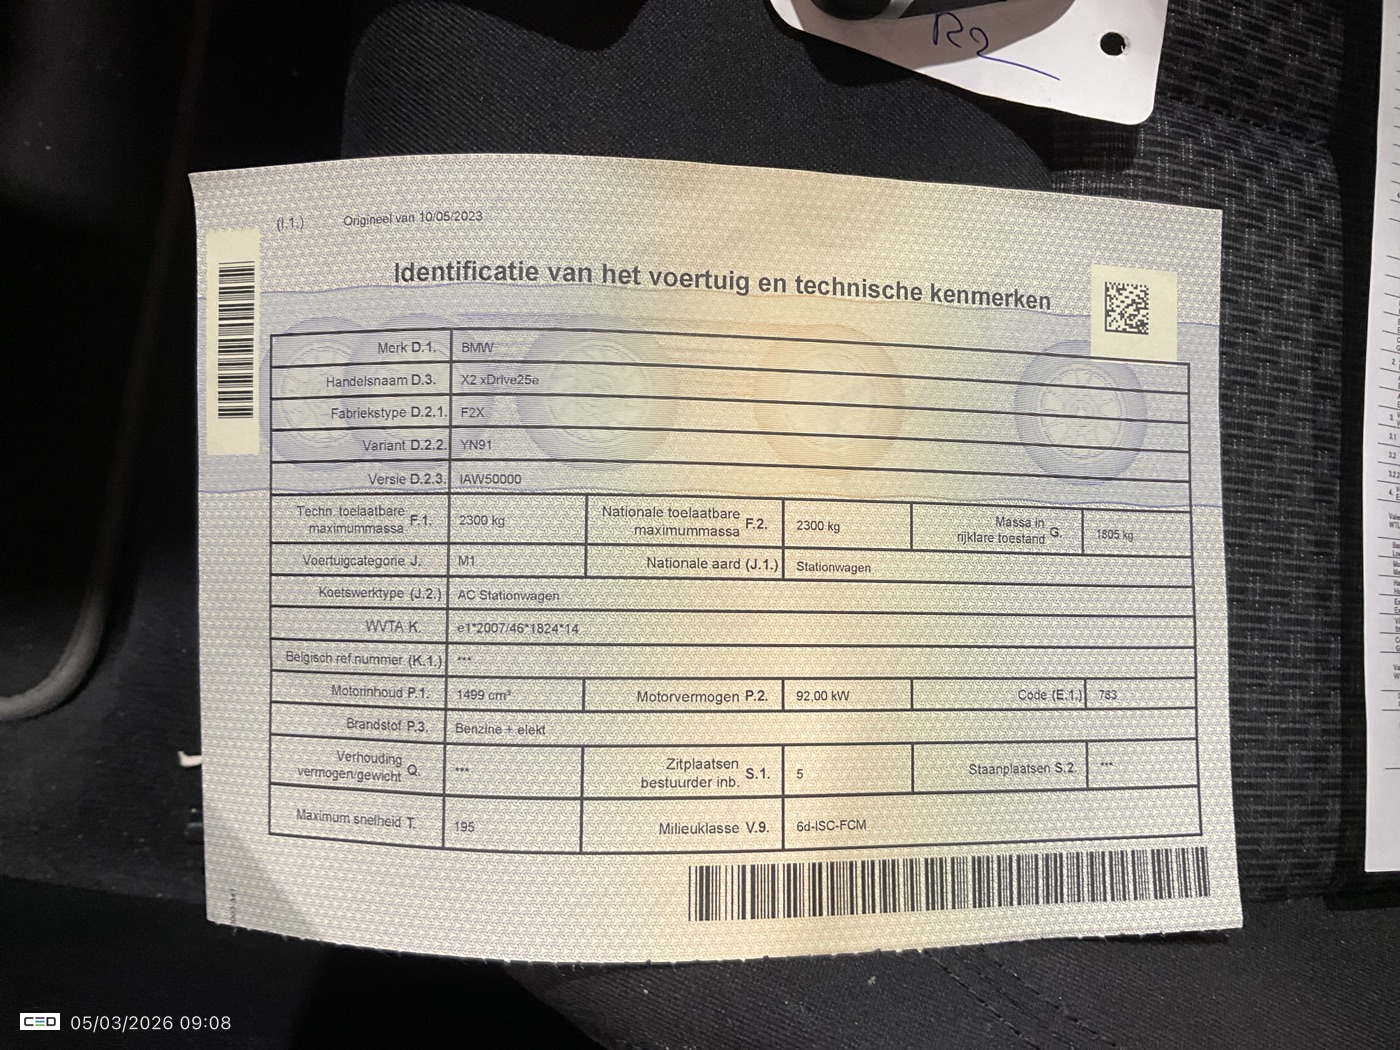 R2
(I.1.) Origineel van 10/05/2023
Identificatie van het voertuig en technische kenmerken
Merk D.1. BMW
Handelsnaam D.3. X2 xDrive25e
Fabriekstype D.2.1. F2X
Variant D.2.2. YN91
Versie D.2.3. IAW50000
Techn. toelaatbare maximummassa F.1. 2300 kg Nationale toelaatbare maximummassa F.2. 2300 kg Massa in rijklare toestand G. 1805 kg
Voertuigcategorie J. M1 Nationale aard (J.1.) Stationwagen
Koetswerktype (J.2.) AC Stationwagen
WVTA K. e1*2007/46*1824*14
Belgisch ref.nummer (K.1.) ***
Motorinhoud P.1. 1499 cm³ Motorvermogen P.2. 92,00 kW Code (E.1.) 783
Brandstof P.3. Benzine + elekt
Verhouding vermogen/gewicht Q. *** Zitplaatsen bestuurder inb. S.1. 5 Staanplaatsen S.2. ***
Maximum snelheid T. 195 Milieuklasse V.9. 6d-ISC-FCM
CED 05/03/2026 09:08